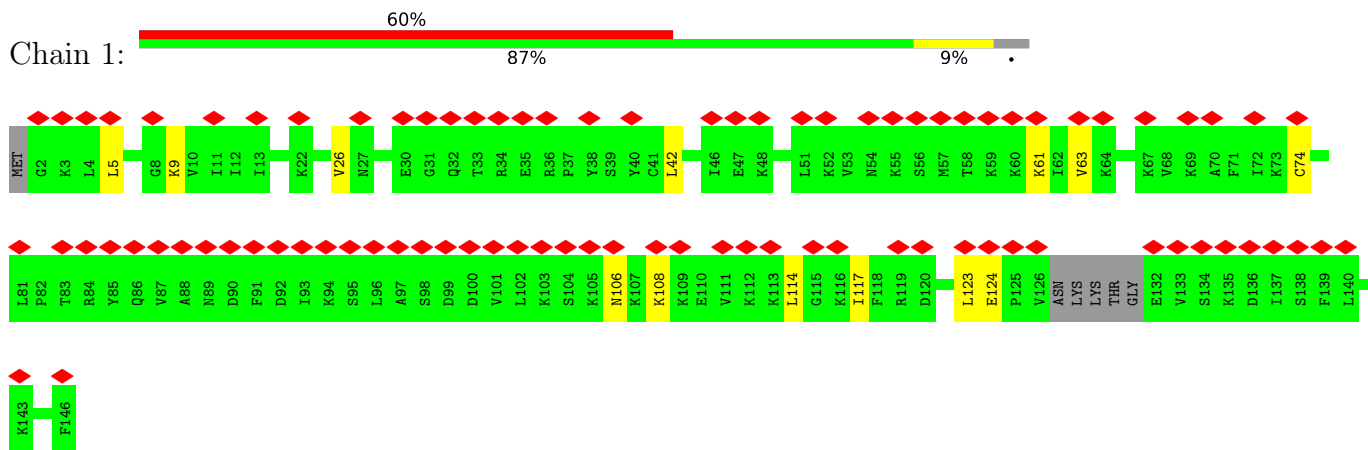 60%
Chain 1:
87% 9% •
MET G2 K3 L4 L5 G8 K9 V10 I11 I12 I13 K22 V26 N27 E30 G31 Q32 T33 R34 E35 R36 P37 Y38 S39 Y40 C41 L42 I46 E47 K48 L51 K52 V53 N54 K55 S56 M57 T58 K59 K60 K61 I62 V63 K64 K67 V68 K69 A70 F71 I72 K73 C74
L81 P82 T83 R84 Y85 Q86 V87 A88 N89 D90 F91 D92 I93 K94 S95 L96 A97 S98 D99 D100 V101 L102 K103 S104 K105 N106 K107 K108 K109 E110 V111 K112 K113 L114 G115 K116 I117 F118 R119 D120 L123 E124 P125 V126 ASN LYS LYS THR GLY E132 V133 S134 K135 D136 I137 S138 F139 L140
K143 F146